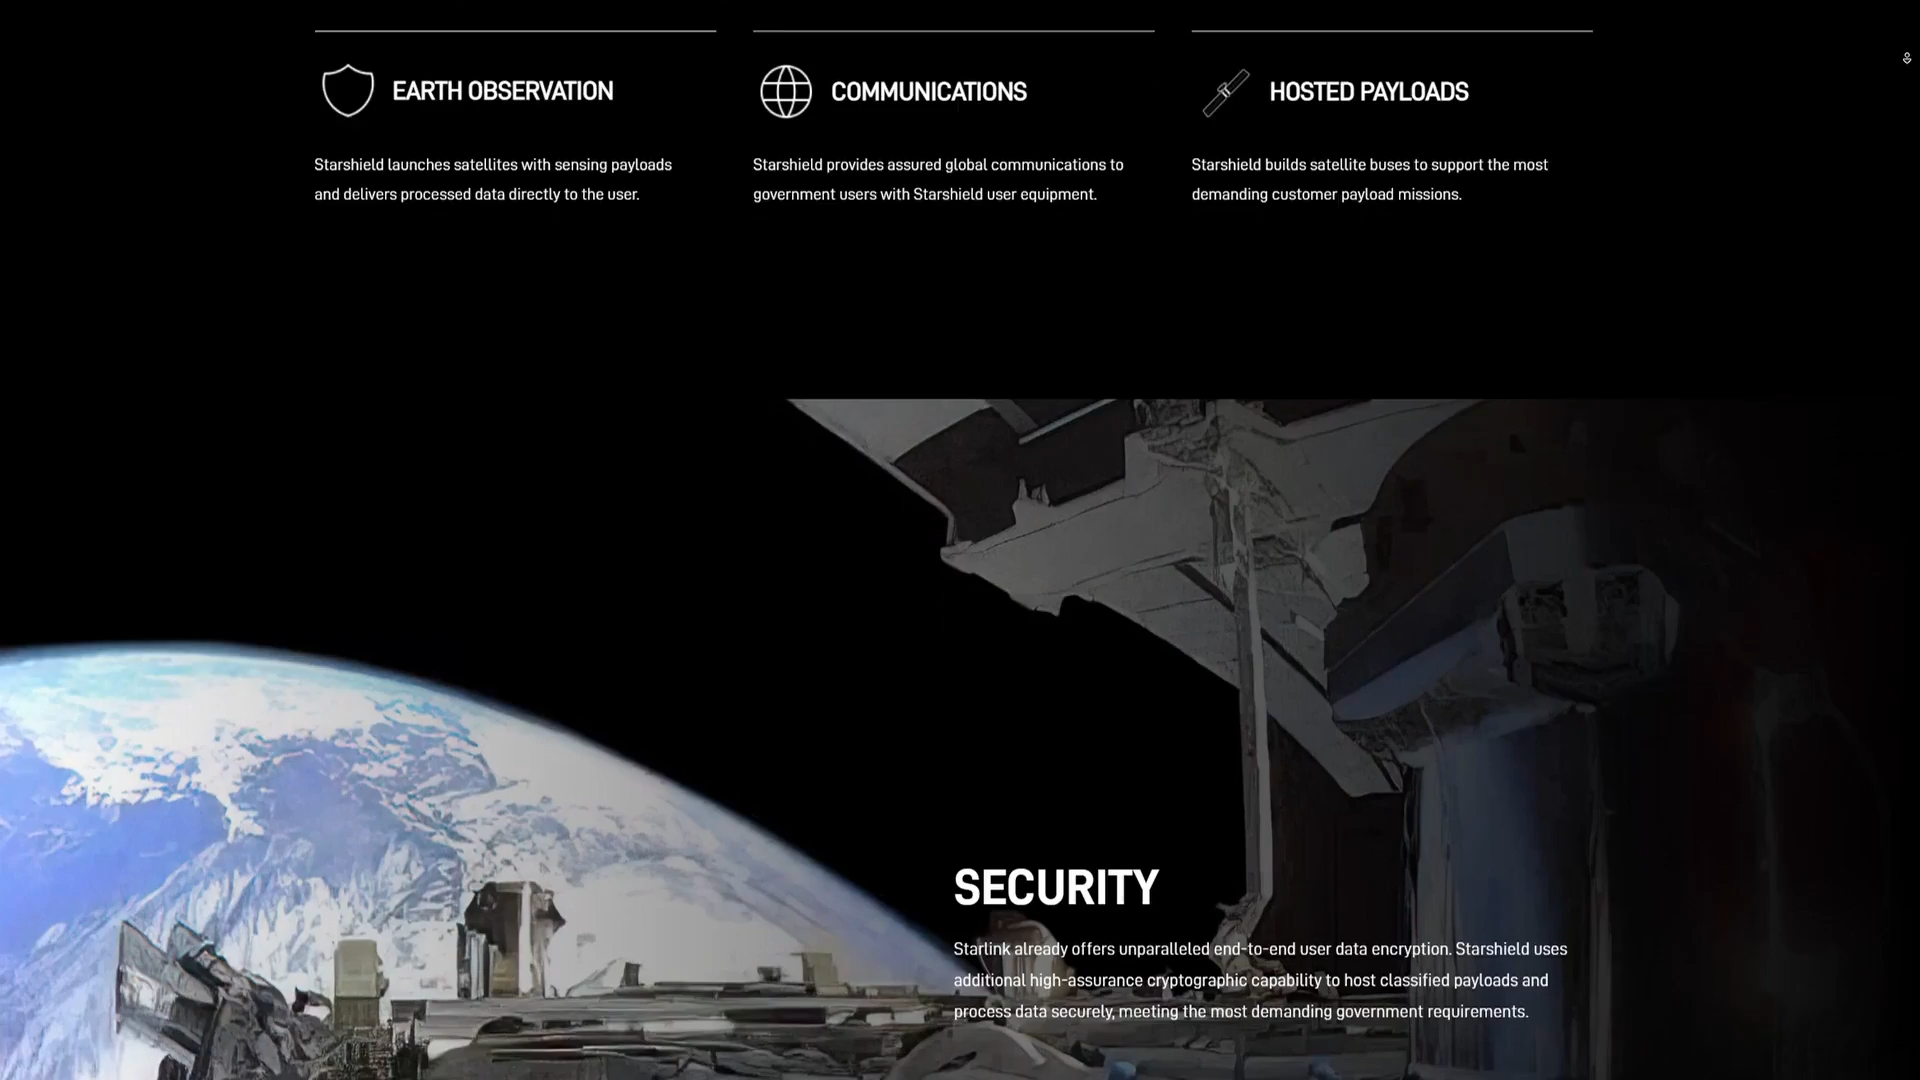 EARTH OBSERVATION
Starshield launches satellites with sensing payloads
and delivers processed data directly to the user.
COMMUNICATIONS
Starshield provides assured global communications to
government users with Starshield user equipment.
HOSTED PAYLOADS
Starshield builds satellite buses to support the most
demanding customer payload missions.
SECURITY
Starlink already offers unparalleled end-to-end user data encryption. Starshield uses
additional high-assurance cryptographic capability to host classified payloads and
process data securely, meeting the most demanding government requirements.